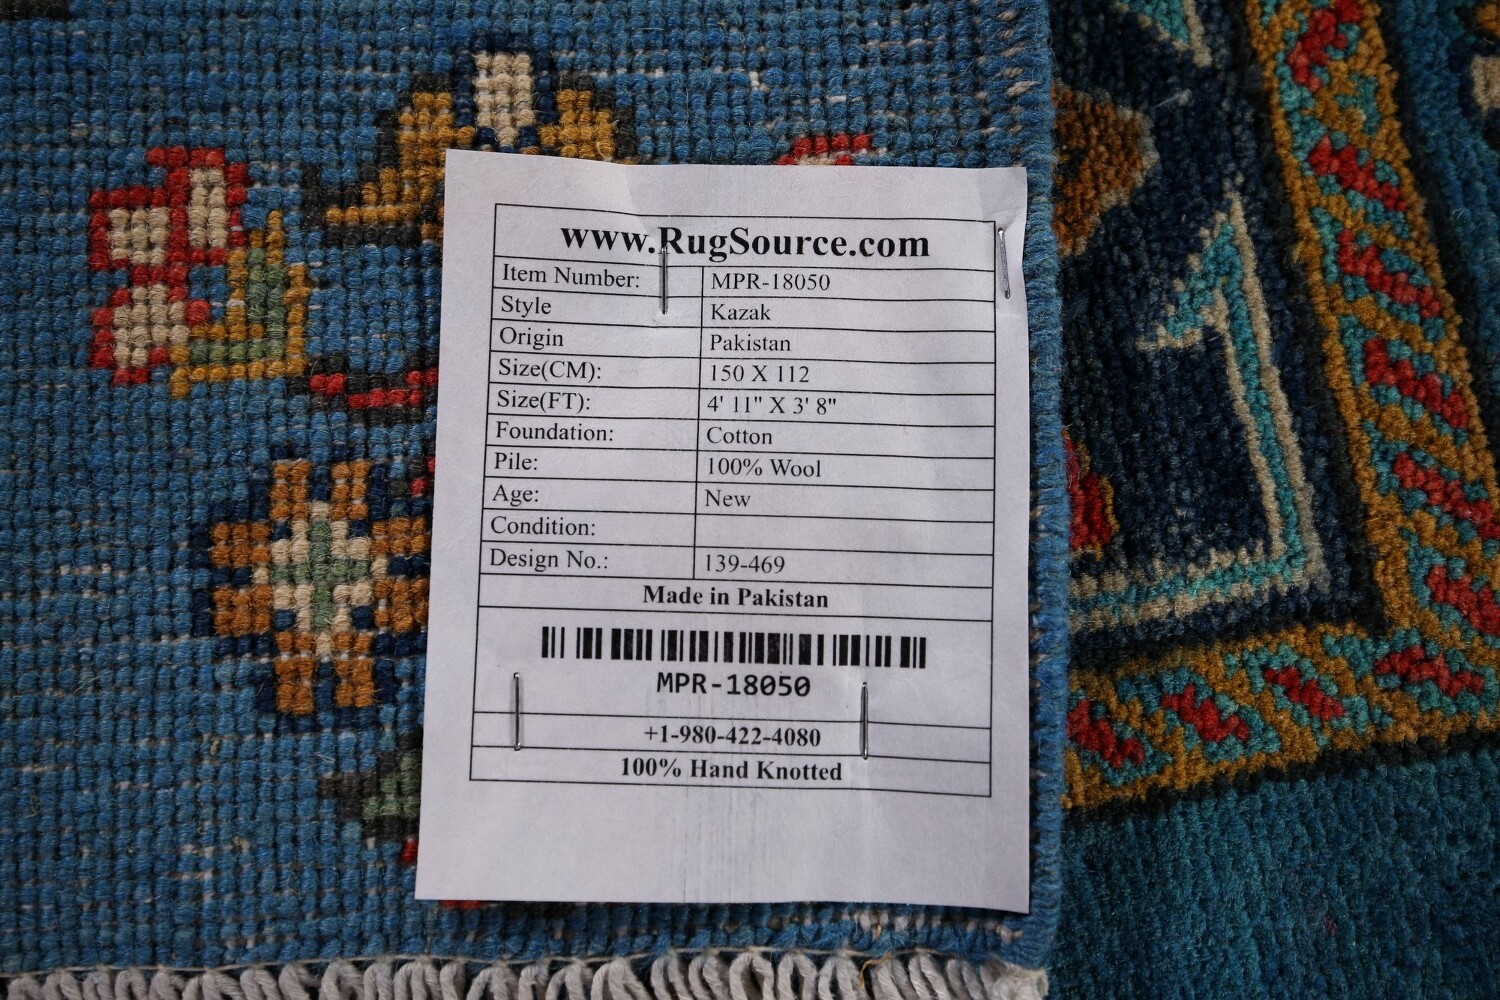 www.RugSource.com
Item Number: MPR-18050
Style Kazak
Origin Pakistan
Size(CM): 150 X 112
Size(FT): 4' 11" X 3' 8"
Foundation: Cotton
Pile: 100% Wool
Age: New
Condition:
Design No.: 139-469
Made in Pakistan
MPR-18050
+1-980-422-4080
100% Hand Knotted